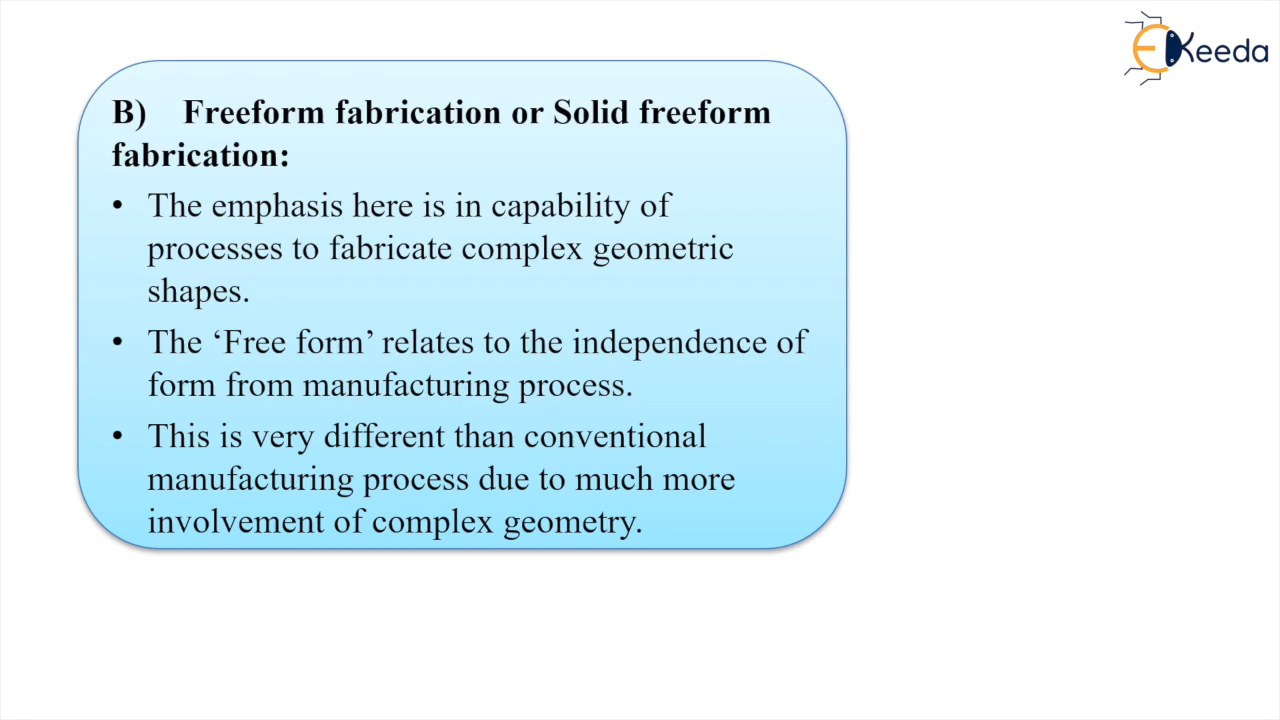 EKeeda
B) Freeform fabrication or Solid freeform
fabrication:
• The emphasis here is in capability of
processes to fabricate complex geometric
shapes.
• The ‘Free form’ relates to the independence of
form from manufacturing process.
• This is very different than conventional
manufacturing process due to much more
involvement of complex geometry.